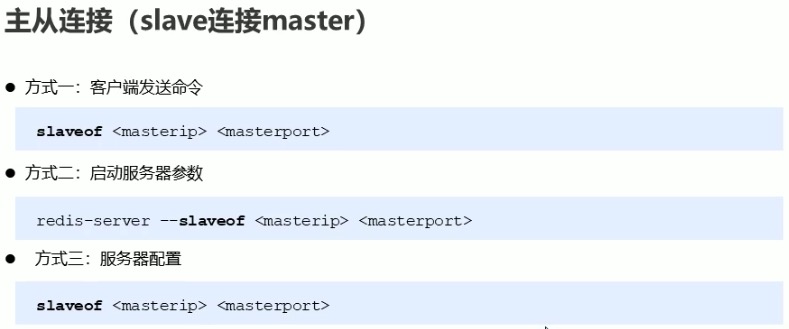 主从连接（slave连接master）
● 方式一：客户端发送命令
slaveof <masterip> <masterport>
● 方式二：启动服务器参数
redis-server --slaveof <masterip> <masterport>
● 方式三：服务器配置
slaveof <masterip> <masterport>